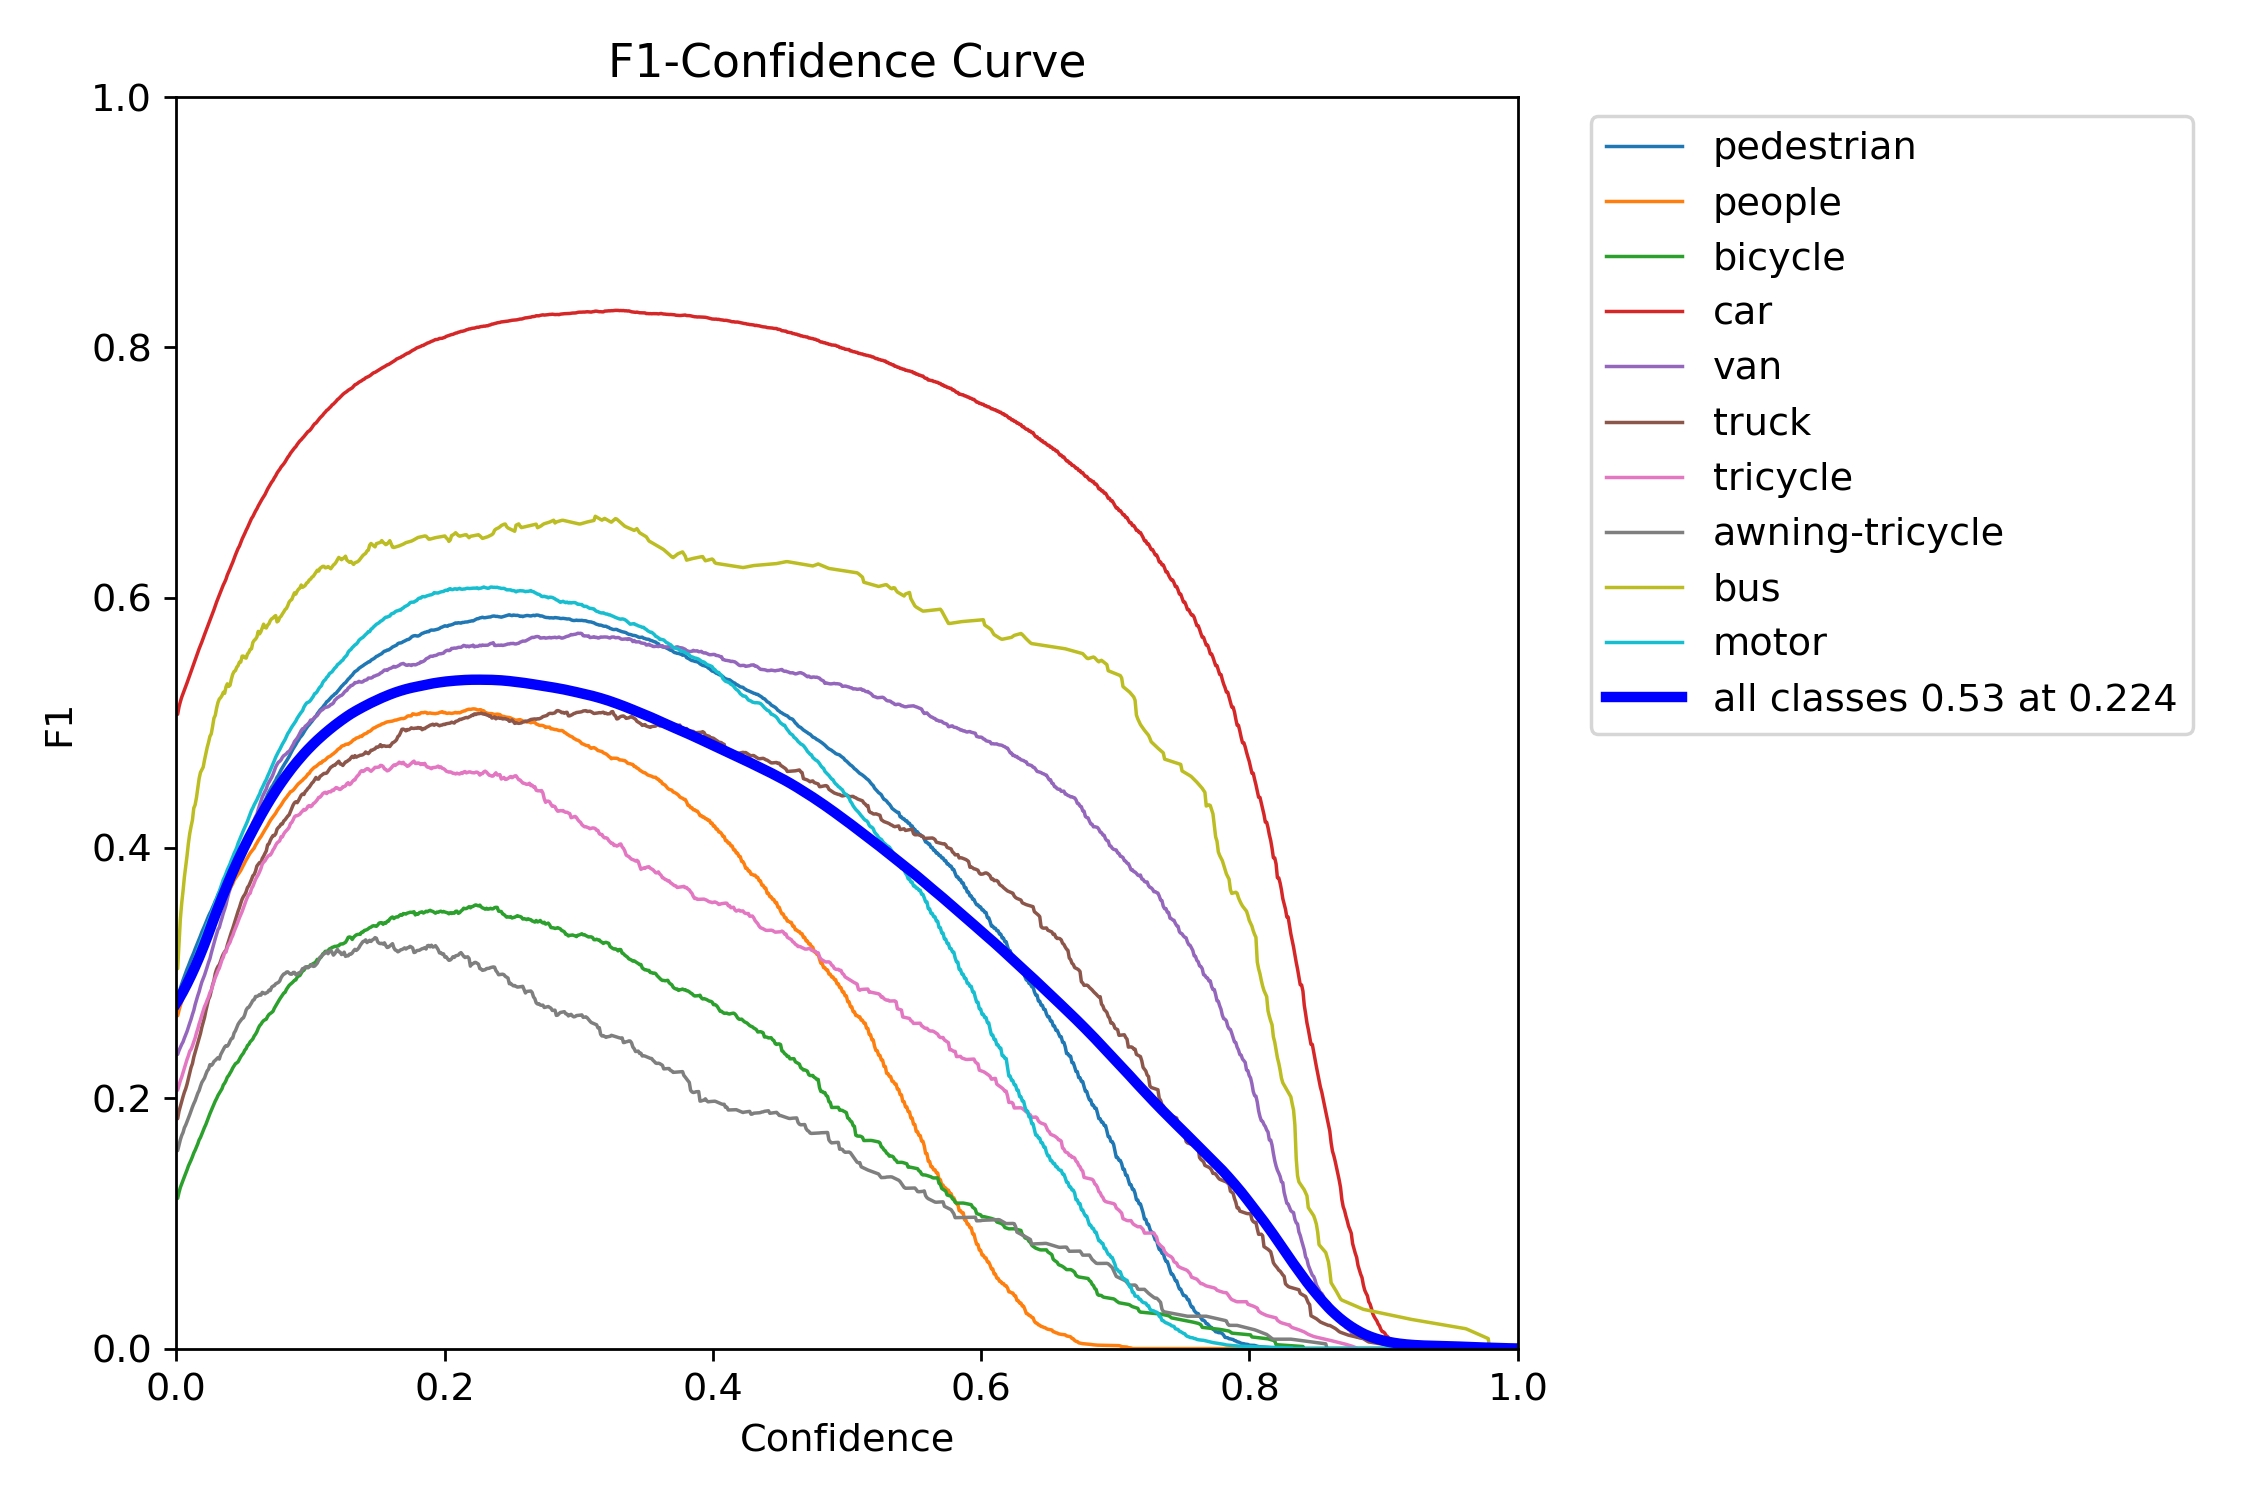 F1-Confidence Curve
1.0
0.8
0.6
0.4
0.2
0.0
F1
0.0 0.2 0.4 0.6 0.8 1.0
Confidence
pedestrian
people
bicycle
car
van
truck
tricycle
awning-tricycle
bus
motor
all classes 0.53 at 0.224